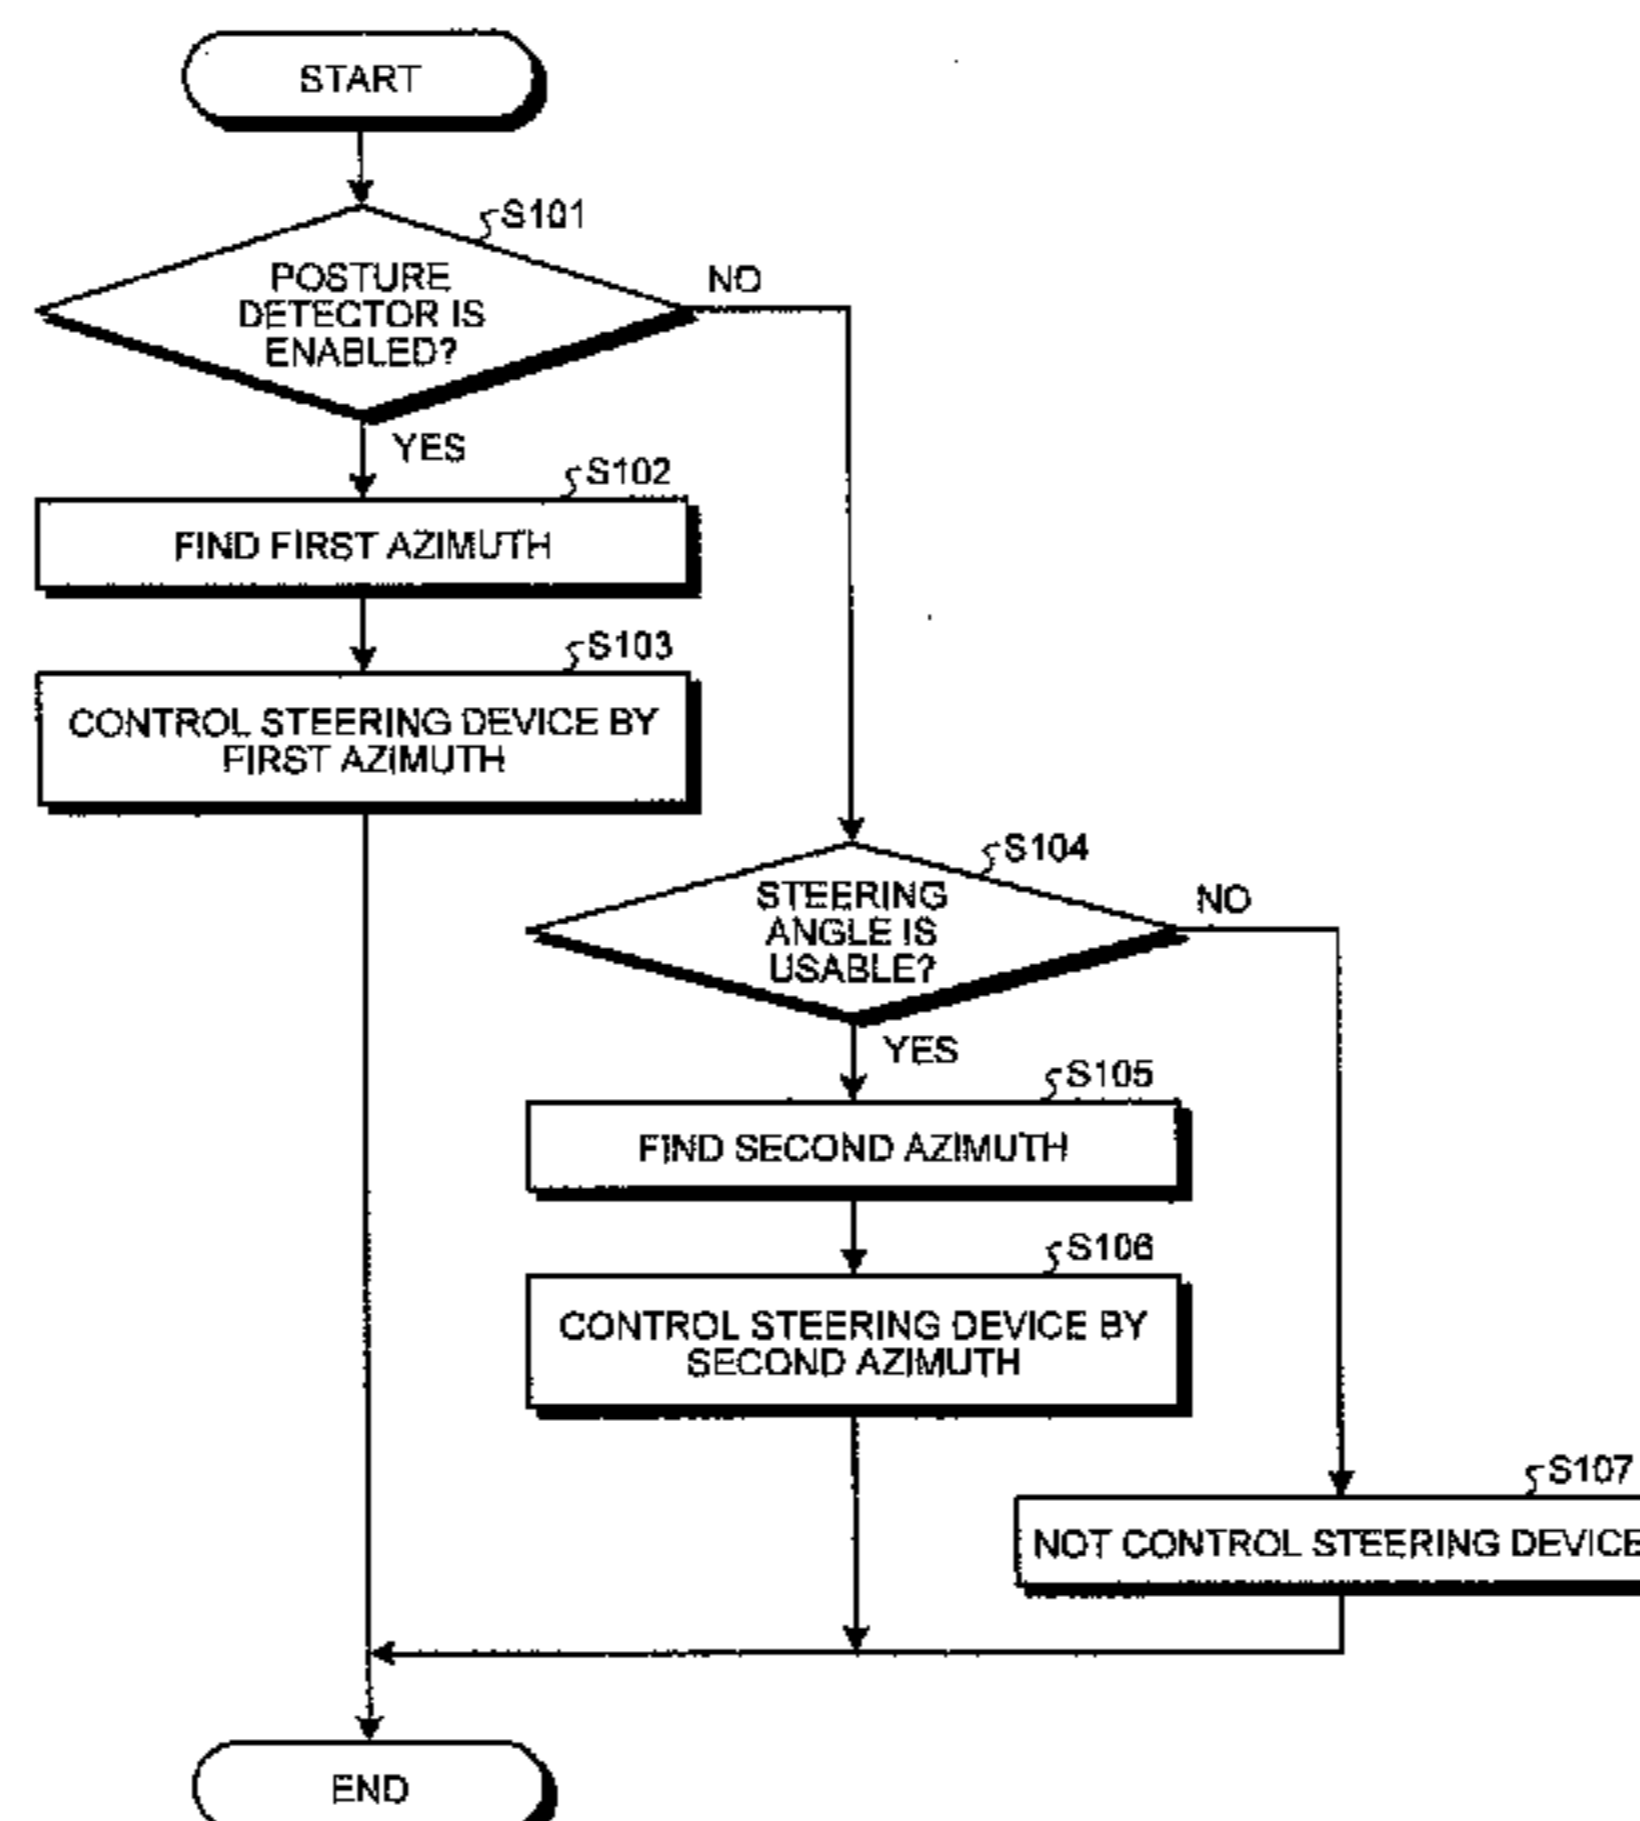 START
S101
POSTURE
DETECTOR IS
ENABLED?
NO
YES
S102
FIND FIRST AZIMUTH
S103
CONTROL STEERING DEVICE BY
FIRST AZIMUTH
S104
STEERING
ANGLE IS
USABLE?
NO
YES
S105
FIND SECOND AZIMUTH
S106
CONTROL STEERING DEVICE BY
SECOND AZIMUTH
S107
NOT CONTROL STEERING DEVICE
END